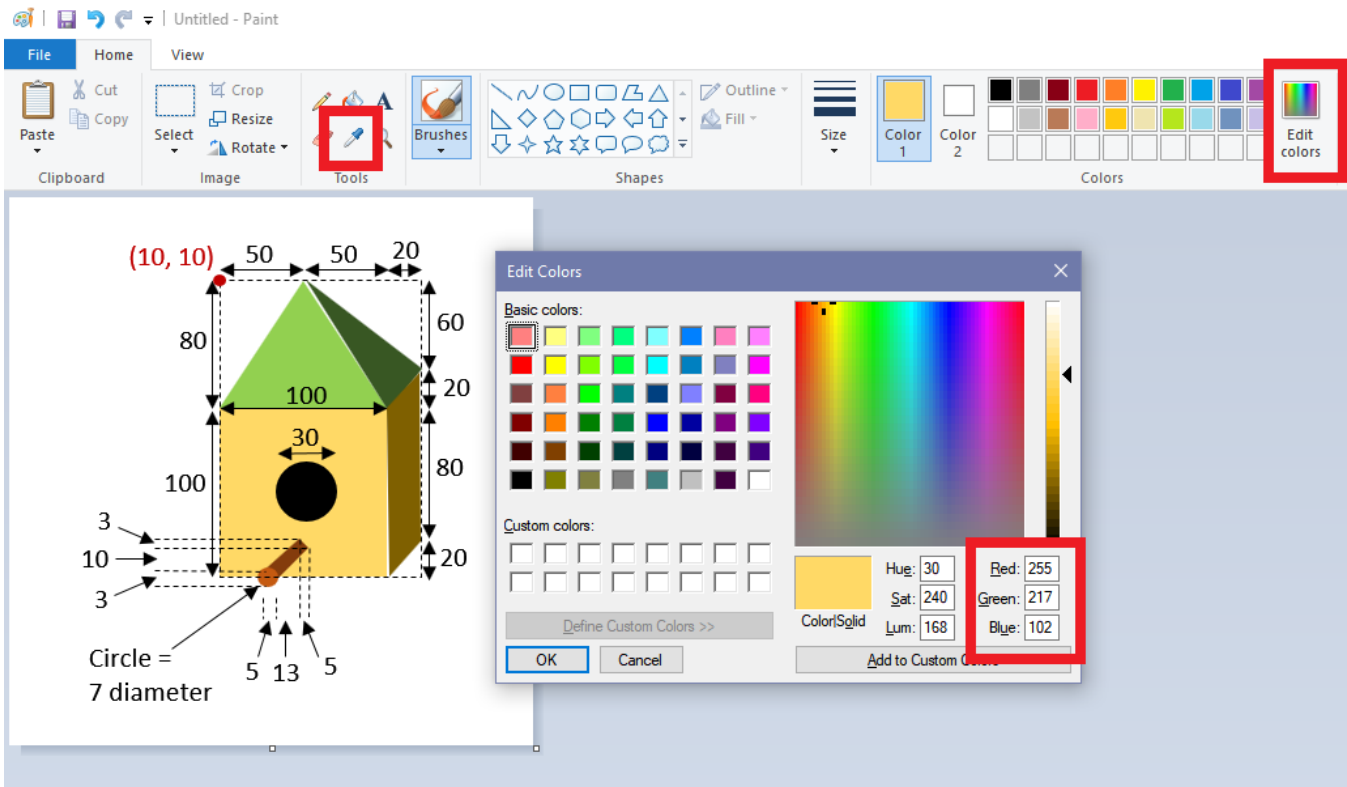 Untitled - Paint
File Home View
Cut
Copy
Paste
Clipboard
Select
Crop
Resize
Rotate
Image
A
Tools
Brushes
Outline
Fill
Shapes
Size
Color 1
Color 2
Edit colors
Colors
(10, 10) 50 50 20
80
60
20
100
30
100
80
3
10
3
20
5 13 5
Circle =
7 diameter
Edit Colors
Basic colors:
Custom colors:
Define Custom Colors >>
OK Cancel
Color|Solid
Hue: 30 Red: 255
Sat: 240 Green: 217
Lum: 168 Blue: 102
Add to Custom Colors